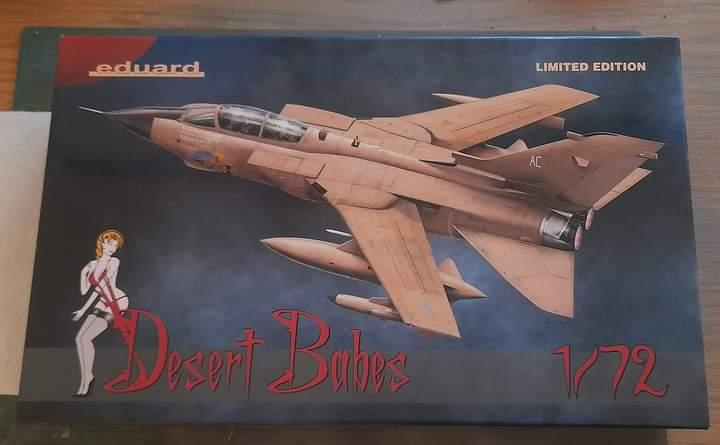 eduard
LIMITED EDITION
AC
Desert Babes
1/72